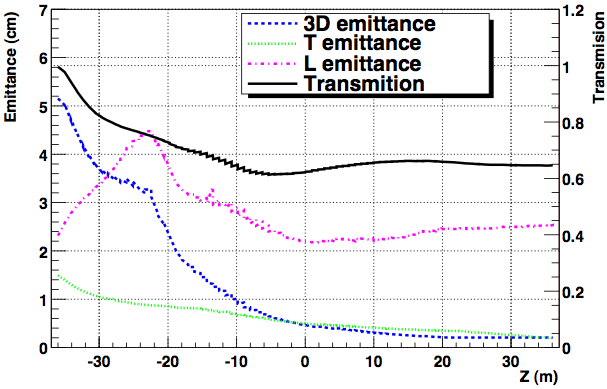 7
6
5
4
3
2
1
0
Emittance (cm)
3D emittance
T emittance
L emittance
Transmition
1.2
1
0.8
0.6
0.4
0.2
0
Transmision
-30 -20 -10 0 10 20 30
Z (m)